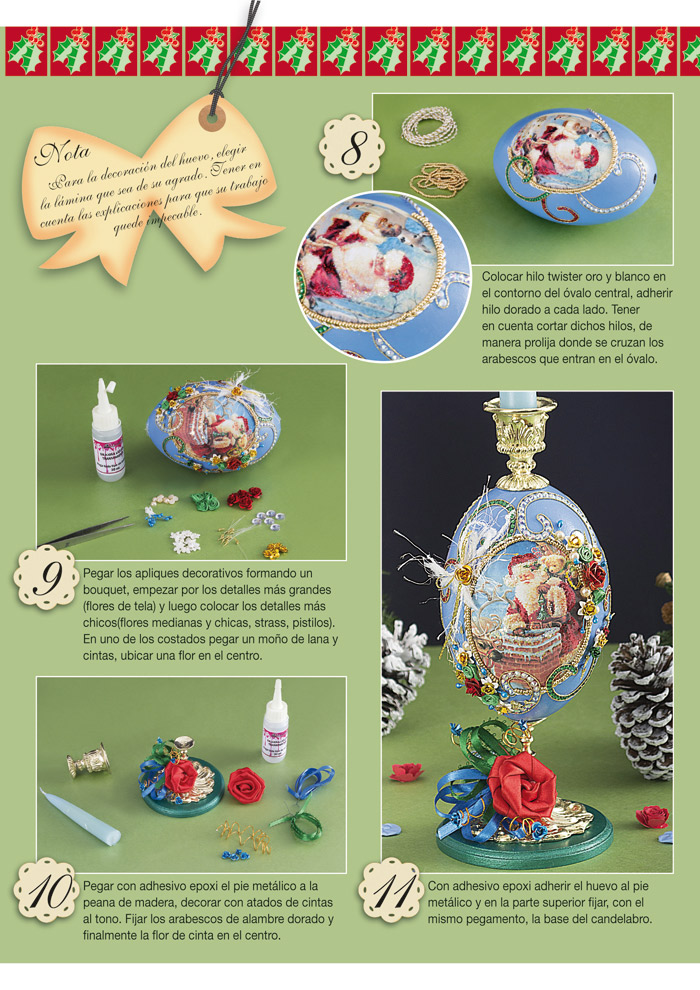 Nota
Para la decoración del huevo, elegir
la lámina que sea de su agrado. Tener en
cuenta las explicaciones para que su trabajo
quede impecable.
8
Colocar hilo twister oro y blanco en
el contorno del óvalo central, adherir
hilo dorado a cada lado. Tener
en cuenta cortar dichos hilos, de
manera prolija donde se cruzan los
arabescos que entran en el óvalo.
9
Pegar los apliques decorativos formando un
bouquet, empezar por los detalles más grandes
(flores de tela) y luego colocar los detalles más
chicos(flores medianas y chicas, strass, pistilos).
En uno de los costados pegar un moño de lana y
cintas, ubicar una flor en el centro.
10
Pegar con adhesivo epoxi el pie metálico a la
peana de madera, decorar con atados de cintas
al tono. Fijar los arabescos de alambre dorado y
finalmente la flor de cinta en el centro.
11
Con adhesivo epoxi adherir el huevo al pie
metálico y en la parte superior fijar, con el
mismo pegamento, la base del candelabro.